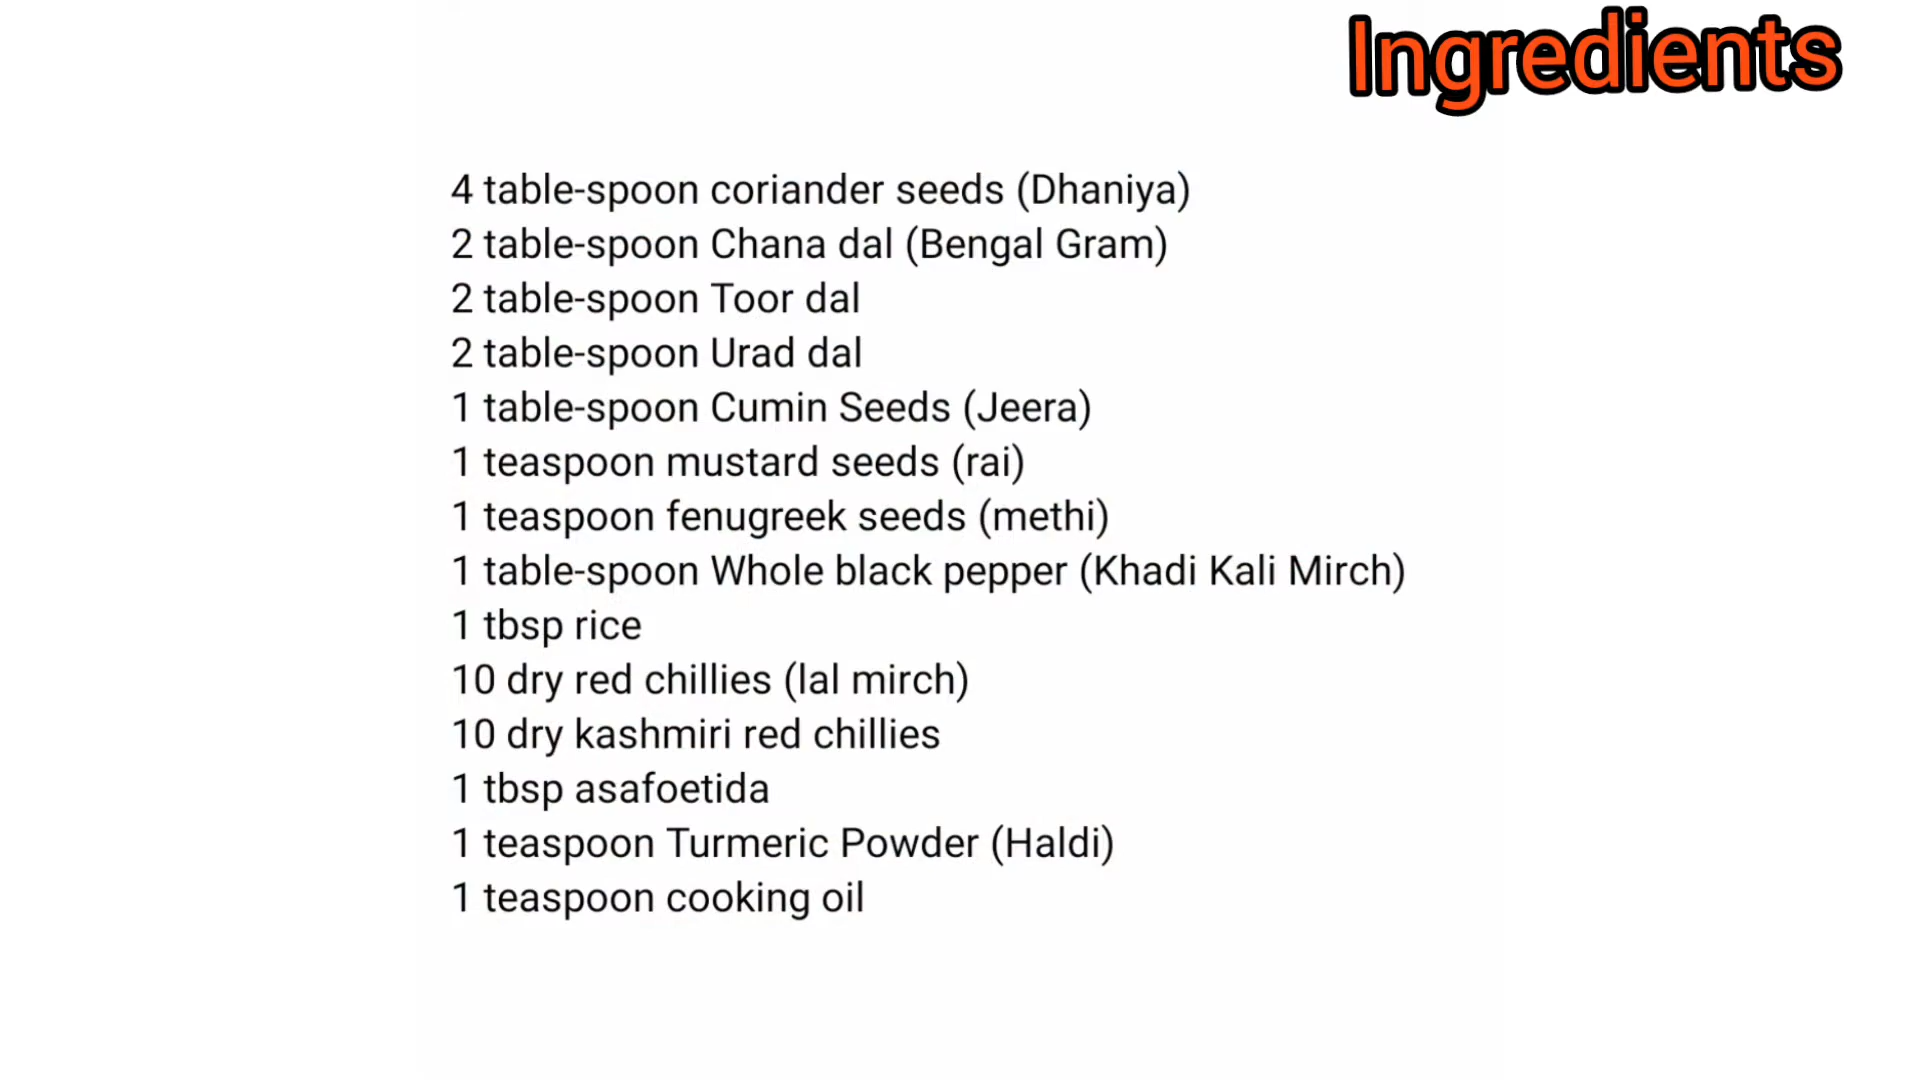 Ingredients
4 table-spoon coriander seeds (Dhaniya)
2 table-spoon Chana dal (Bengal Gram)
2 table-spoon Toor dal
2 table-spoon Urad dal
1 table-spoon Cumin Seeds (Jeera)
1 teaspoon mustard seeds (rai)
1 teaspoon fenugreek seeds (methi)
1 table-spoon Whole black pepper (Khadi Kali Mirch)
1 tbsp rice
10 dry red chillies (lal mirch)
10 dry kashmiri red chillies
1 tbsp asafoetida
1 teaspoon Turmeric Powder (Haldi)
1 teaspoon cooking oil